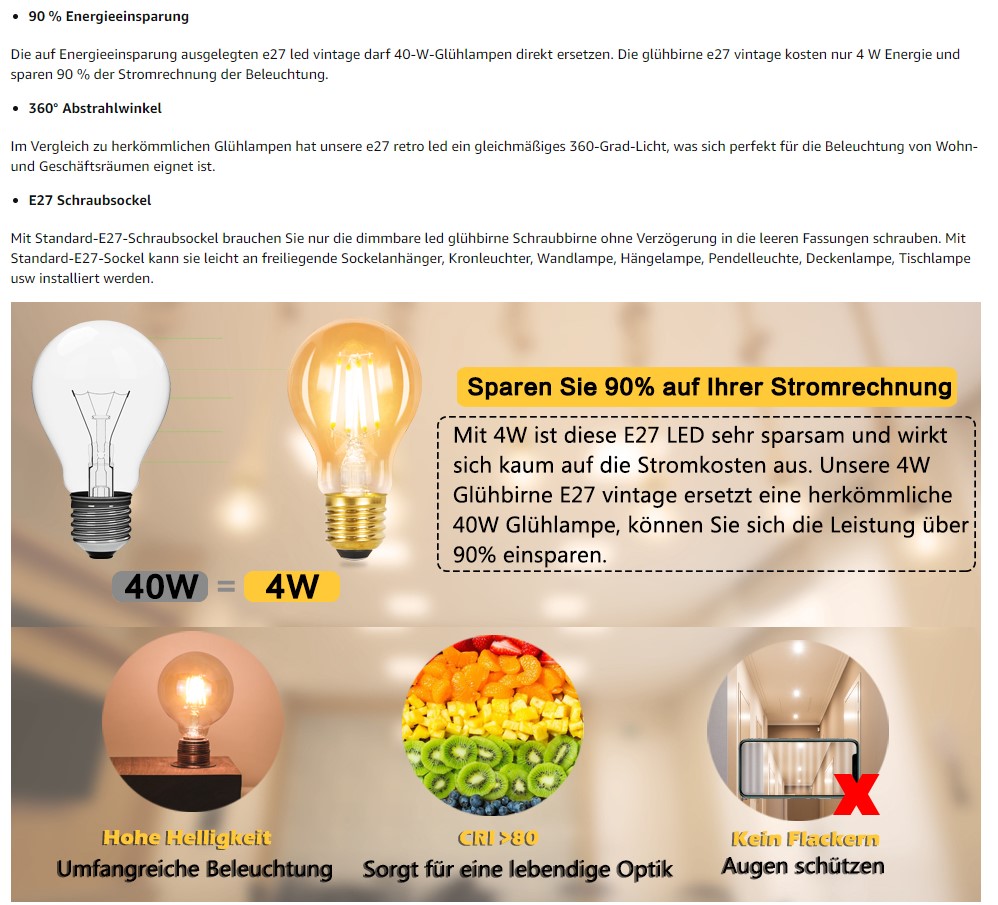 • 90 % Energieeinsparung
Die auf Energieeinsparung ausgelegten e27 led vintage darf 40-W-Glühlampen direkt ersetzen. Die glühbirne e27 vintage kosten nur 4 W Energie und
sparen 90 % der Stromrechnung der Beleuchtung.
• 360° Abstrahlwinkel
Im Vergleich zu herkömmlichen Glühlampen hat unsere e27 retro led ein gleichmäßiges 360-Grad-Licht, was sich perfekt für die Beleuchtung von Wohn-
und Geschäftsräumen eignet ist.
• E27 Schraubsockel
Mit Standard-E27-Schraubsockel brauchen Sie nur die dimmbare led glühbirne Schraubbirne ohne Verzögerung in die leeren Fassungen schrauben. Mit
Standard-E27-Sockel kann sie leicht an freiliegende Sockelanhänger, Kronleuchter, Wandlampe, Hängelampe, Pendelleuchte, Deckenlampe, Tischlampe
usw installiert werden.
Sparen Sie 90% auf Ihrer Stromrechnung
Mit 4W ist diese E27 LED sehr sparsam und wirkt
sich kaum auf die Stromkosten aus. Unsere 4W
Glühbirne E27 vintage ersetzt eine herkömmliche
40W Glühlampe, können Sie sich die Leistung über
90% einsparen.
40W = 4W
Hohe Helligkeit
Umfangreiche Beleuchtung
CRI >80
Sorgt für eine lebendige Optik
Kein Flackern
Augen schützen